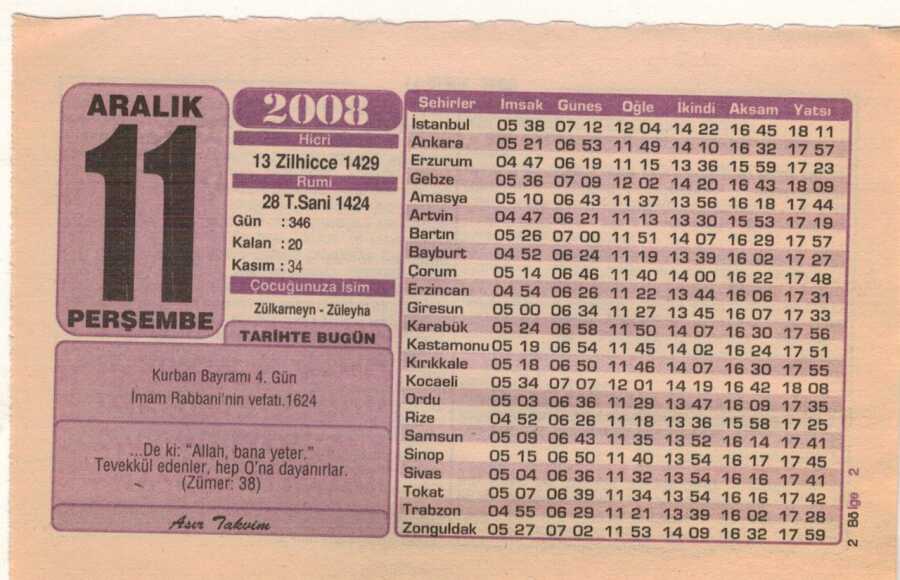 ARALIK
11
PERŞEMBE
2008
Hicri
13 Zilhicce 1429
Rumi
28 T.Sani 1424
Gün : 346
Kalan : 20
Kasım : 34
Çocuğunuza İsim
Zülkarneyn - Züleyha
TARİHTE BUGÜN
Kurban Bayramı 4. Gün
İmam Rabbani'nin vefatı.1624
...De ki: "Allah, bana yeter."
Tevekkül edenler, hep O'na dayanırlar.
(Zümer: 38)
Asır Takvim
Şehirler İmsak Gunes Oğle İkindi Aksam Yatsı
İstanbul 05 38 07 12 12 04 14 22 16 45 18 11
Ankara 05 21 06 53 11 49 14 10 16 32 17 57
Erzurum 04 47 06 19 11 15 13 36 15 59 17 23
Gebze 05 36 07 09 12 02 14 20 16 43 18 09
Amasya 05 10 06 43 11 37 13 56 16 18 17 44
Artvin 04 47 06 21 11 13 13 30 15 53 17 19
Bartın 05 26 07 00 11 51 14 07 16 29 17 57
Bayburt 04 52 06 24 11 19 13 39 16 02 17 27
Çorum 05 14 06 46 11 40 14 00 16 22 17 48
Erzincan 04 54 06 26 11 22 13 44 16 06 17 31
Giresun 05 00 06 34 11 27 13 45 16 07 17 33
Karabük 05 24 06 58 11 50 14 07 16 30 17 56
Kastamonu 05 19 06 54 11 45 14 02 16 24 17 51
Kırıkkale 05 18 06 50 11 46 14 07 16 30 17 55
Kocaeli 05 34 07 07 12 01 14 19 16 42 18 08
Ordu 05 03 06 36 11 29 13 47 16 09 17 35
Rize 04 52 06 26 11 18 13 36 15 58 17 25
Samsun 05 09 06 43 11 35 13 52 16 14 17 41
Sinop 05 15 06 50 11 40 13 54 16 17 17 45
Sivas 05 04 06 36 11 32 13 54 16 16 17 41
Tokat 05 07 06 39 11 34 13 54 16 16 17 42
Trabzon 04 55 06 29 11 21 13 39 16 02 17 28
Zonguldak 05 27 07 02 11 53 14 09 16 32 17 59
2 Bölge 2